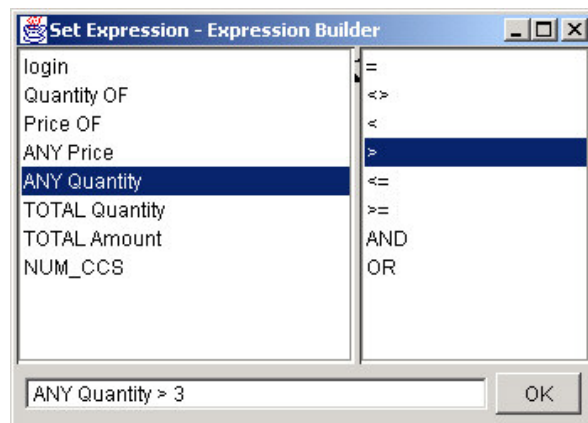 Set Expression - Expression Builder
login
Quantity OF
Price OF
ANY Price
ANY Quantity
TOTAL Quantity
TOTAL Amount
NUM_CCS
=
<>
<
>
<=
>=
AND
OR
ANY Quantity > 3
OK